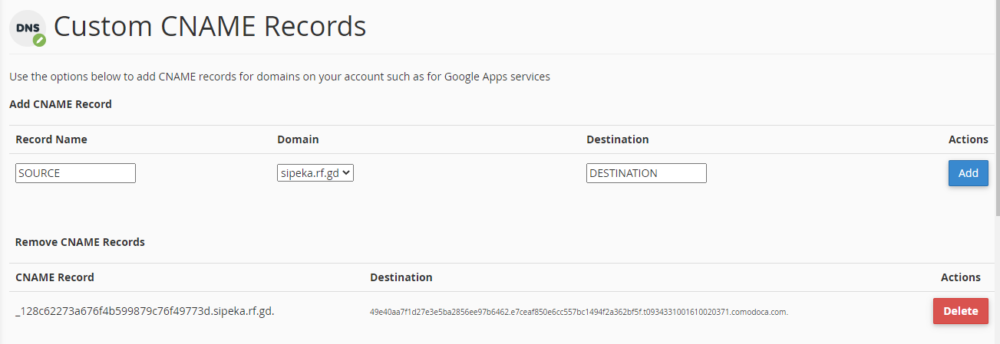 DNS
Custom CNAME Records
Use the options below to add CNAME records for domains on your account such as for Google Apps services
Add CNAME Record
Record Name Domain Destination Actions
SOURCE sipeka.rf.gd DESTINATION Add
Remove CNAME Records
CNAME Record Destination Actions
_128c62273a676f4b599879c76f49773d.sipeka.rf.gd. 49e40aa7f1d27e3e5ba2856ee97b6462.e7ceaf850e6cc557bc1494f2a362bf5f.t0934331001610020371.comodoca.com. Delete